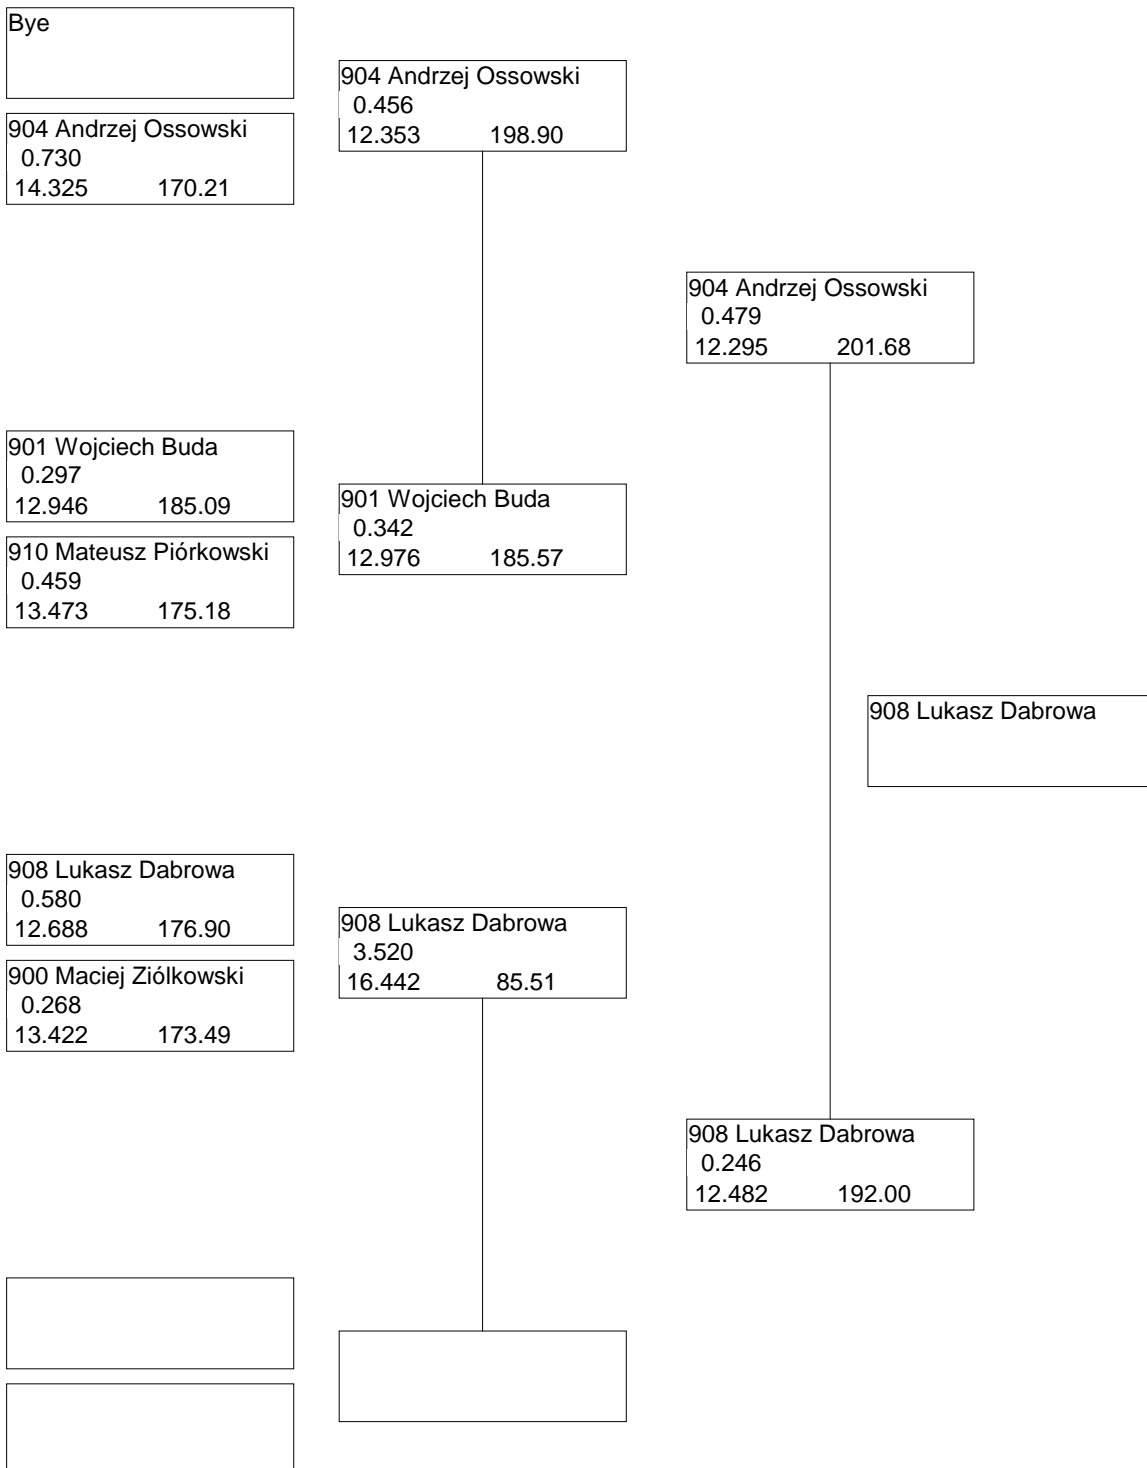 Bye
904 Andrzej Ossowski
0.730
14.325 170.21
901 Wojciech Buda
0.297
12.946 185.09
910 Mateusz Piórkowski
0.459
13.473 175.18
908 Lukasz Dabrowa
0.580
12.688 176.90
900 Maciej Ziólkowski
0.268
13.422 173.49
904 Andrzej Ossowski
0.456
12.353 198.90
901 Wojciech Buda
0.342
12.976 185.57
908 Lukasz Dabrowa
3.520
16.442 85.51
904 Andrzej Ossowski
0.479
12.295 201.68
908 Lukasz Dabrowa
0.246
12.482 192.00
908 Lukasz Dabrowa